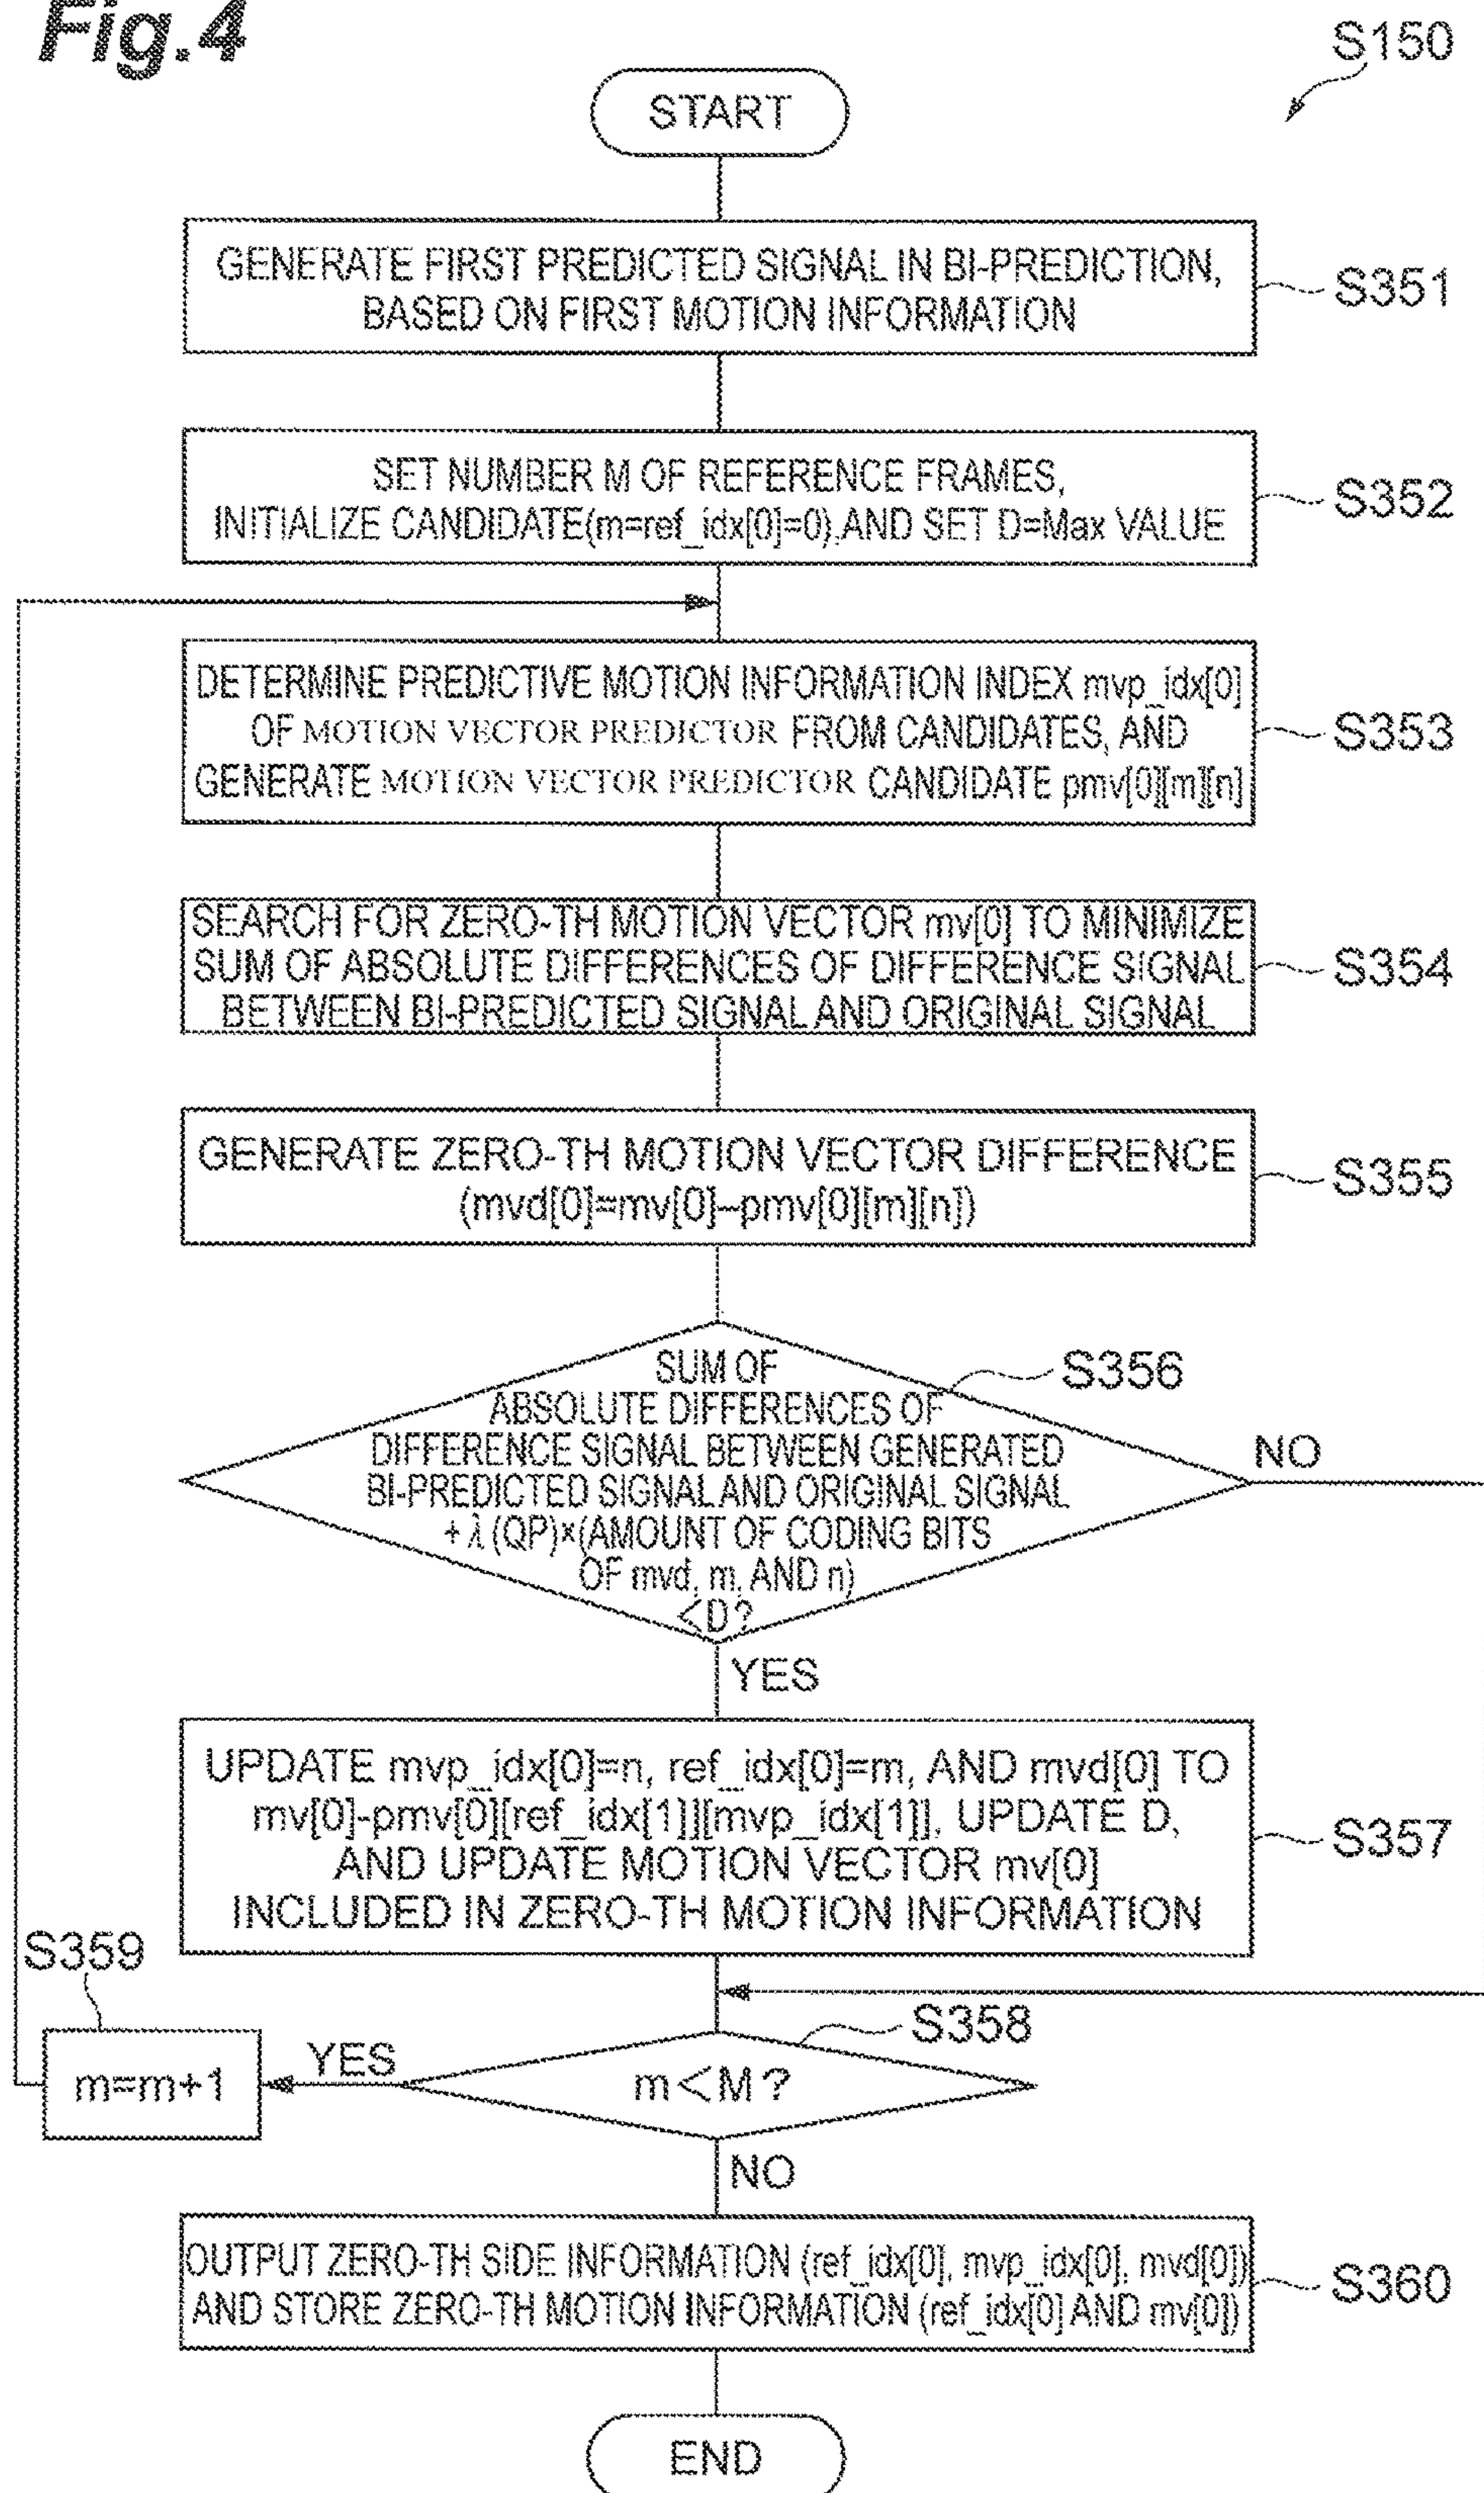 Fig.4
S150
START
GENERATE FIRST PREDICTED SIGNAL IN BI-PREDICTION,
BASED ON FIRST MOTION INFORMATION
S351
SET NUMBER M OF REFERENCE FRAMES,
INITIALIZE CANDIDATE(m=ref_idx[0]=0),AND SET D=Max VALUE
S352
DETERMINE PREDICTIVE MOTION INFORMATION INDEX mvp_idx[0]
OF MOTION VECTOR PREDICTOR FROM CANDIDATES, AND
GENERATE MOTION VECTOR PREDICTOR CANDIDATE pmv[0][m][n]
S353
SEARCH FOR ZERO-TH MOTION VECTOR mv[0] TO MINIMIZE
SUM OF ABSOLUTE DIFFERENCES OF DIFFERENCE SIGNAL
BETWEEN BI-PREDICTED SIGNAL AND ORIGINAL SIGNAL
S354
GENERATE ZERO-TH MOTION VECTOR DIFFERENCE
(mvd[0]=mv[0]–pmv[0][m][n])
S355
SUM OF
ABSOLUTE DIFFERENCES OF
DIFFERENCE SIGNAL BETWEEN GENERATED
BI-PREDICTED SIGNAL AND ORIGINAL SIGNAL
+ λ (QP)×(AMOUNT OF CODING BITS
OF mvd, m, AND n)
<D?
S356
NO
YES
UPDATE mvp_idx[0]=n, ref_idx[0]=m, AND mvd[0] TO
mv[0]-pmv[0][ref_idx[1]][mvp_idx[1]], UPDATE D,
AND UPDATE MOTION VECTOR mv[0]
INCLUDED IN ZERO-TH MOTION INFORMATION
S357
S359
m=m+1
YES
m<M?
S358
NO
OUTPUT ZERO-TH SIDE INFORMATION (ref_idx[0], mvp_idx[0], mvd[0])
AND STORE ZERO-TH MOTION INFORMATION (ref_idx[0] AND mv[0])
S360
END